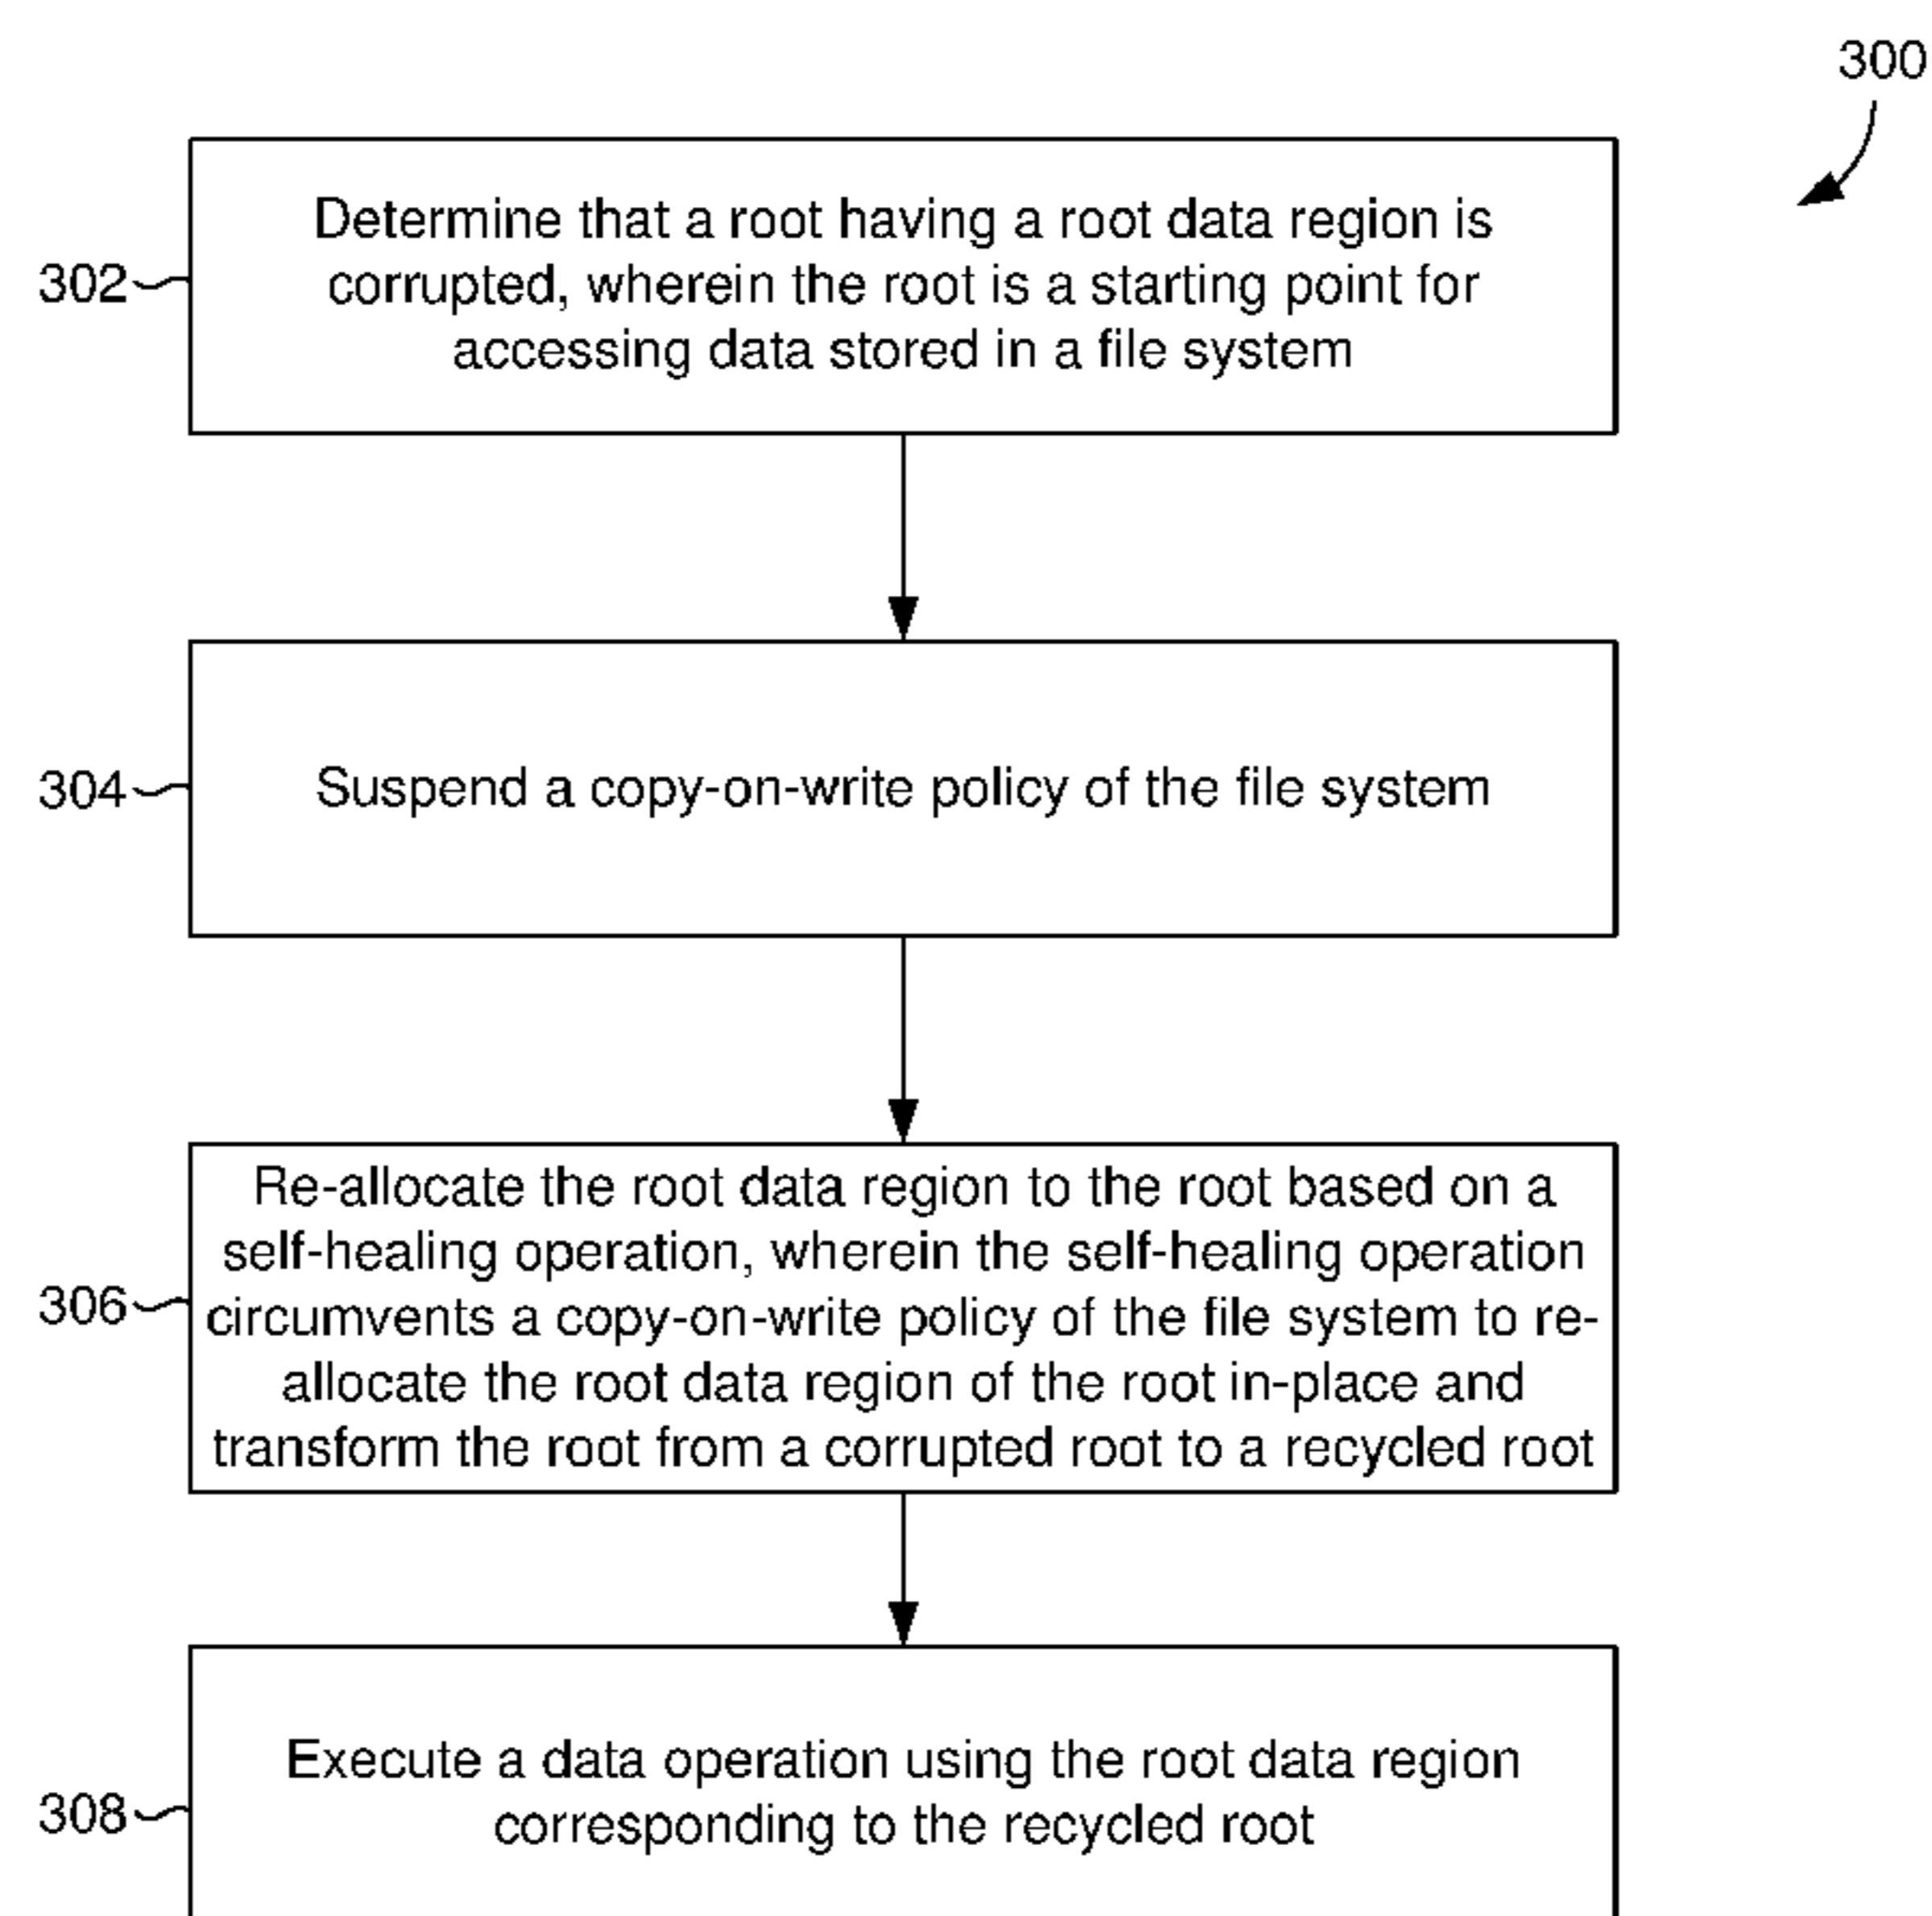 300
Determine that a root having a root data region is
corrupted, wherein the root is a starting point for
accessing data stored in a file system
302
Suspend a copy-on-write policy of the file system
304
Re-allocate the root data region to the root based on a
self-healing operation, wherein the self-healing operation
circumvents a copy-on-write policy of the file system to re-
allocate the root data region of the root in-place and
transform the root from a corrupted root to a recycled root
306
Execute a data operation using the root data region
corresponding to the recycled root
308